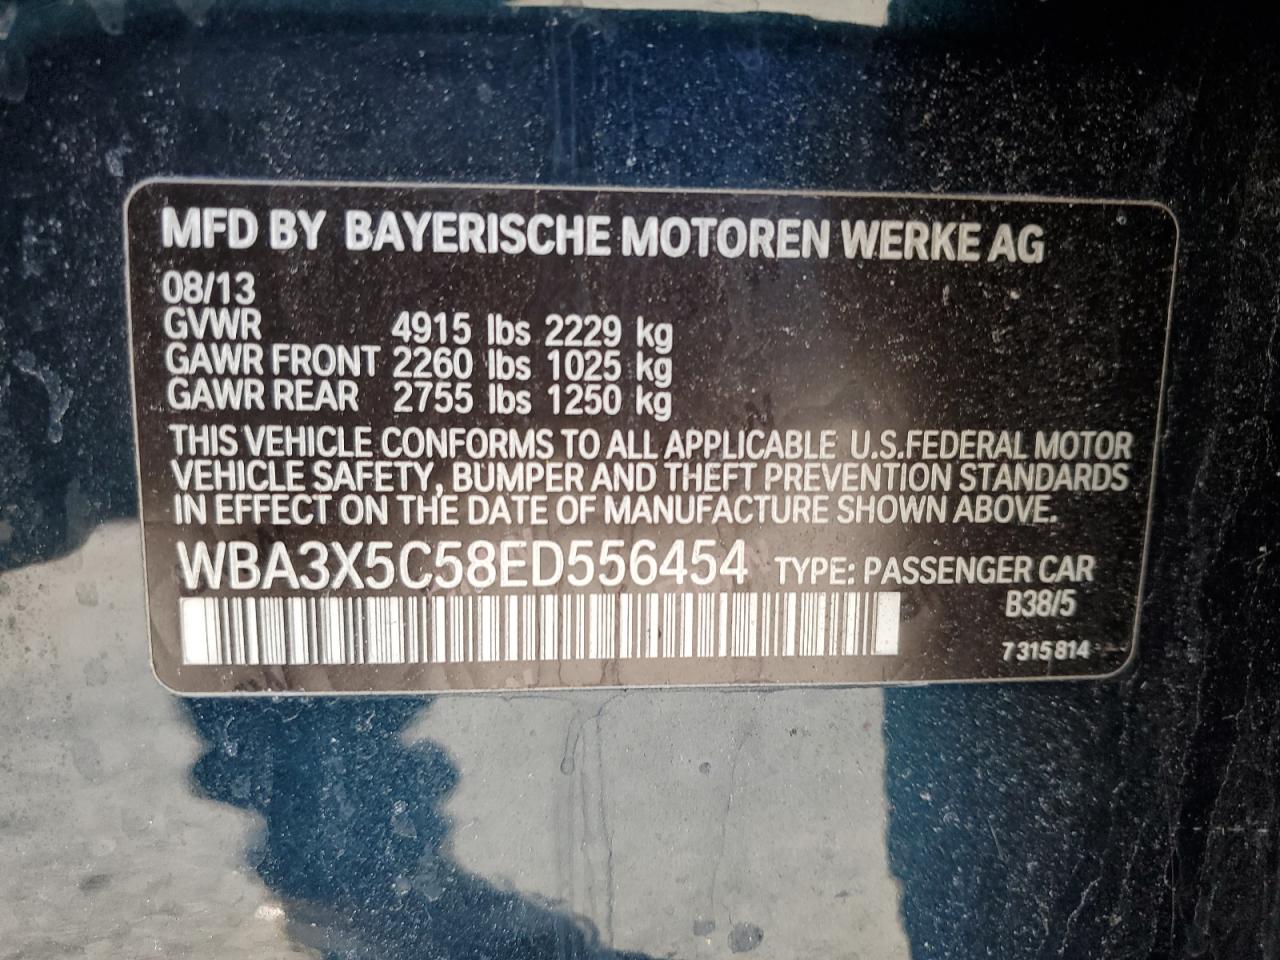 MFD BY BAYERISCHE MOTOREN WERKE AG
08/13
GVWR 4915 lbs 2229 kg
GAWR FRONT 2260 lbs 1025 kg
GAWR REAR 2755 lbs 1250 kg
THIS VEHICLE CONFORMS TO ALL APPLICABLE U.S.FEDERAL MOTOR
VEHICLE SAFETY, BUMPER AND THEFT PREVENTION STANDARDS
IN EFFECT ON THE DATE OF MANUFACTURE SHOWN ABOVE.
WBA3X5C58ED556454 TYPE: PASSENGER CAR
B38/5
7 315 814